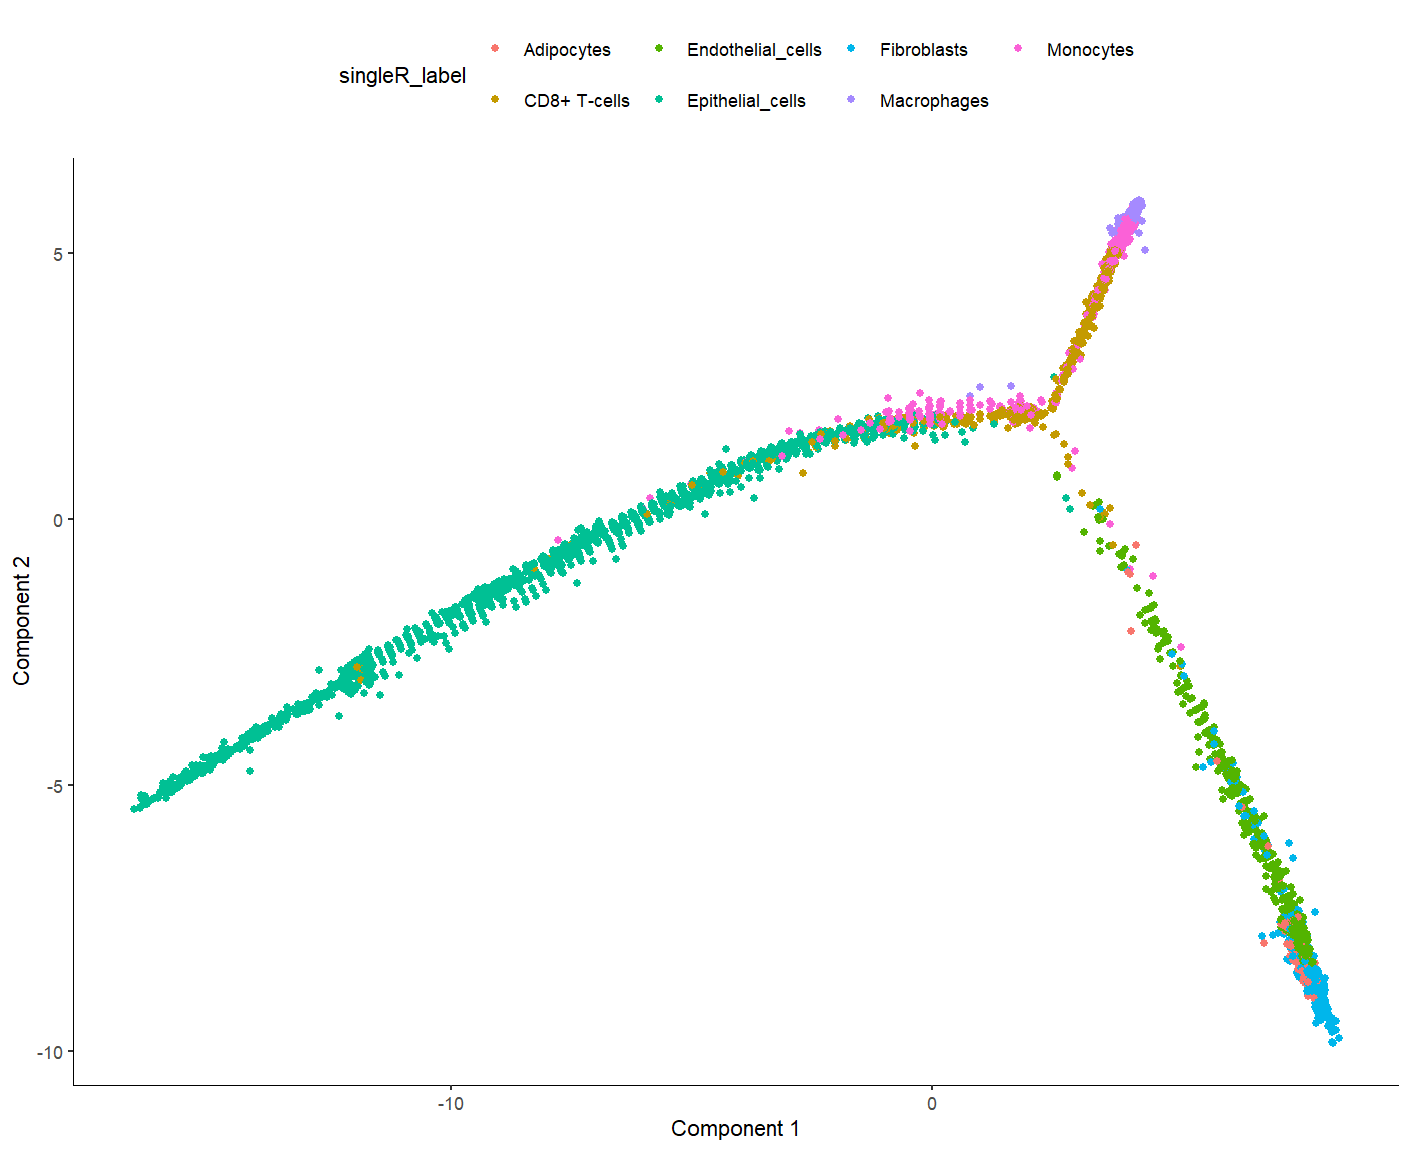 singleR_label
Adipocytes Endothelial_cells Fibroblasts Monocytes
CD8+ T-cells Epithelial_cells Macrophages
5
0
-5
-10
Component 2
-10 0
Component 1